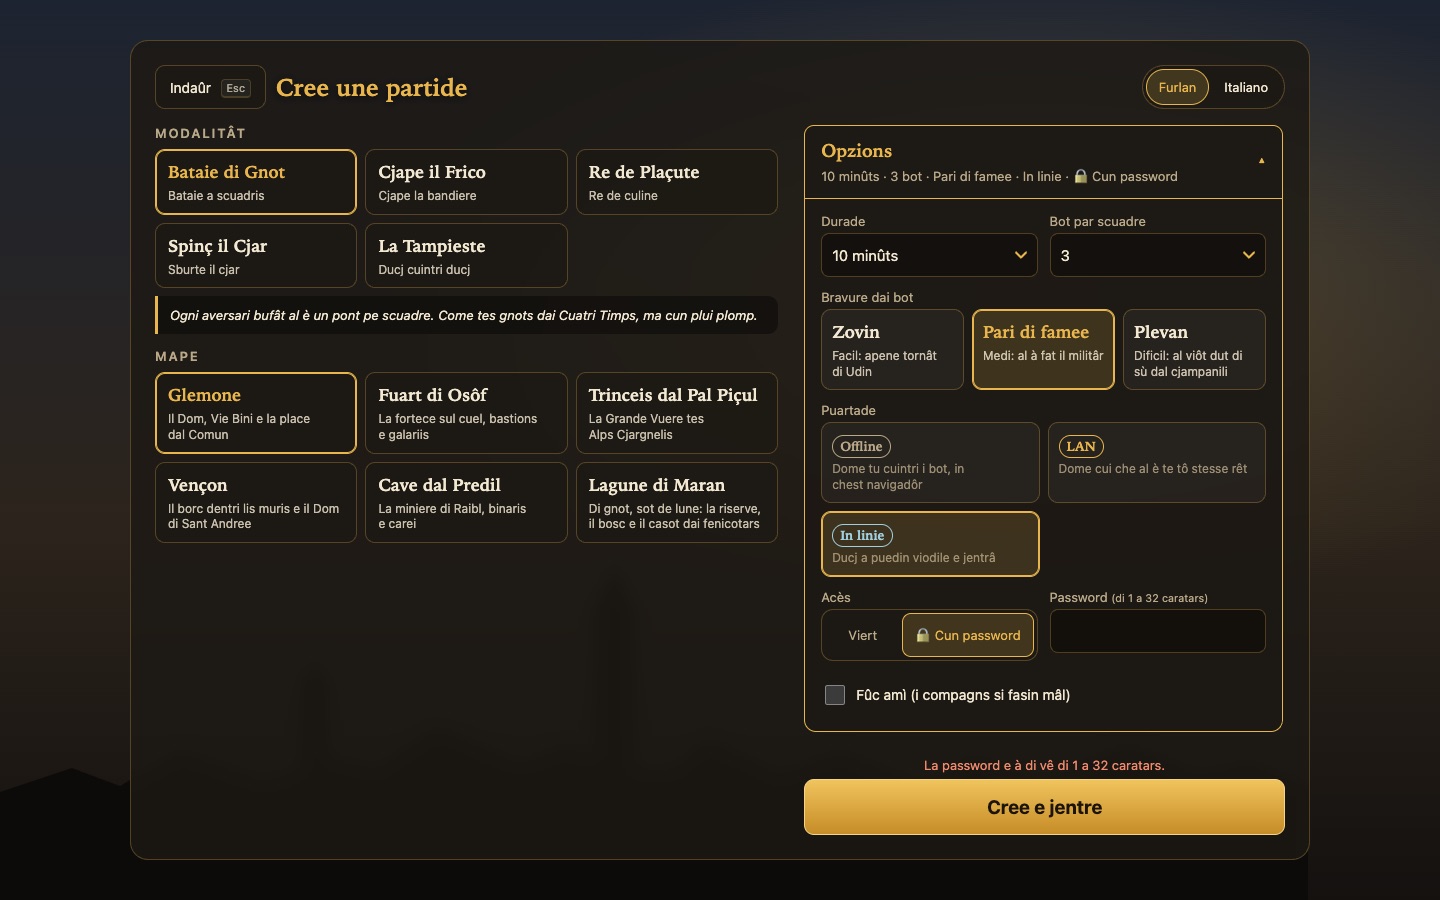 Indaûr Esc
Cree une partide
Furlan Italiano
MODALITÂT
Bataie di Gnot
Bataie a scuadris
Cjape il Frico
Cjape la bandiere
Re de Plaçute
Re de culine
Spinç il Cjar
Sburte il cjar
La Tampieste
Ducj cuintri ducj
Ogni aversari bufât al è un pont pe scuadre. Come tes gnots dai Cuatri Timps, ma cun plui plomp.
MAPE
Glemone
Il Dom, Vie Bini e la place
dal Comun
Fuart di Osôf
La fortece sul cuel, bastions
e galariis
Trinceis dal Pal Piçul
La Grande Vuere tes
Alps Cjargnelis
Vençon
Il borc dentri lis muris e il Dom
di Sant Andree
Cave dal Predil
La miniere di Raibl, binaris
e carei
Lagune di Maran
Di gnot, sot de lune: la riserve,
il bosc e il casot dai fenicotars
Opzions
10 minûts · 3 bot · Pari di famee · In linie · 🔒 Cun password
Durade
10 minûts
Bot par scuadre
3
Bravure dai bot
Zovin
Facil: apene tornât
di Udin
Pari di famee
Medi: al à fat il militâr
Plevan
Dificil: al viôt dut di
sù dal cjampanili
Puartade
Offline
Dome tu cuintri i bot, in
chest navigadôr
LAN
Dome cui che al è te tô stesse rêt
In linie
Ducj a puedin viodile e jentrâ
Acès
Viert
🔒 Cun password
Password (di 1 a 32 caratars)
Fûc amì (i compagns si fasin mâl)
La password e à di vê di 1 a 32 caratars.
Cree e jentre